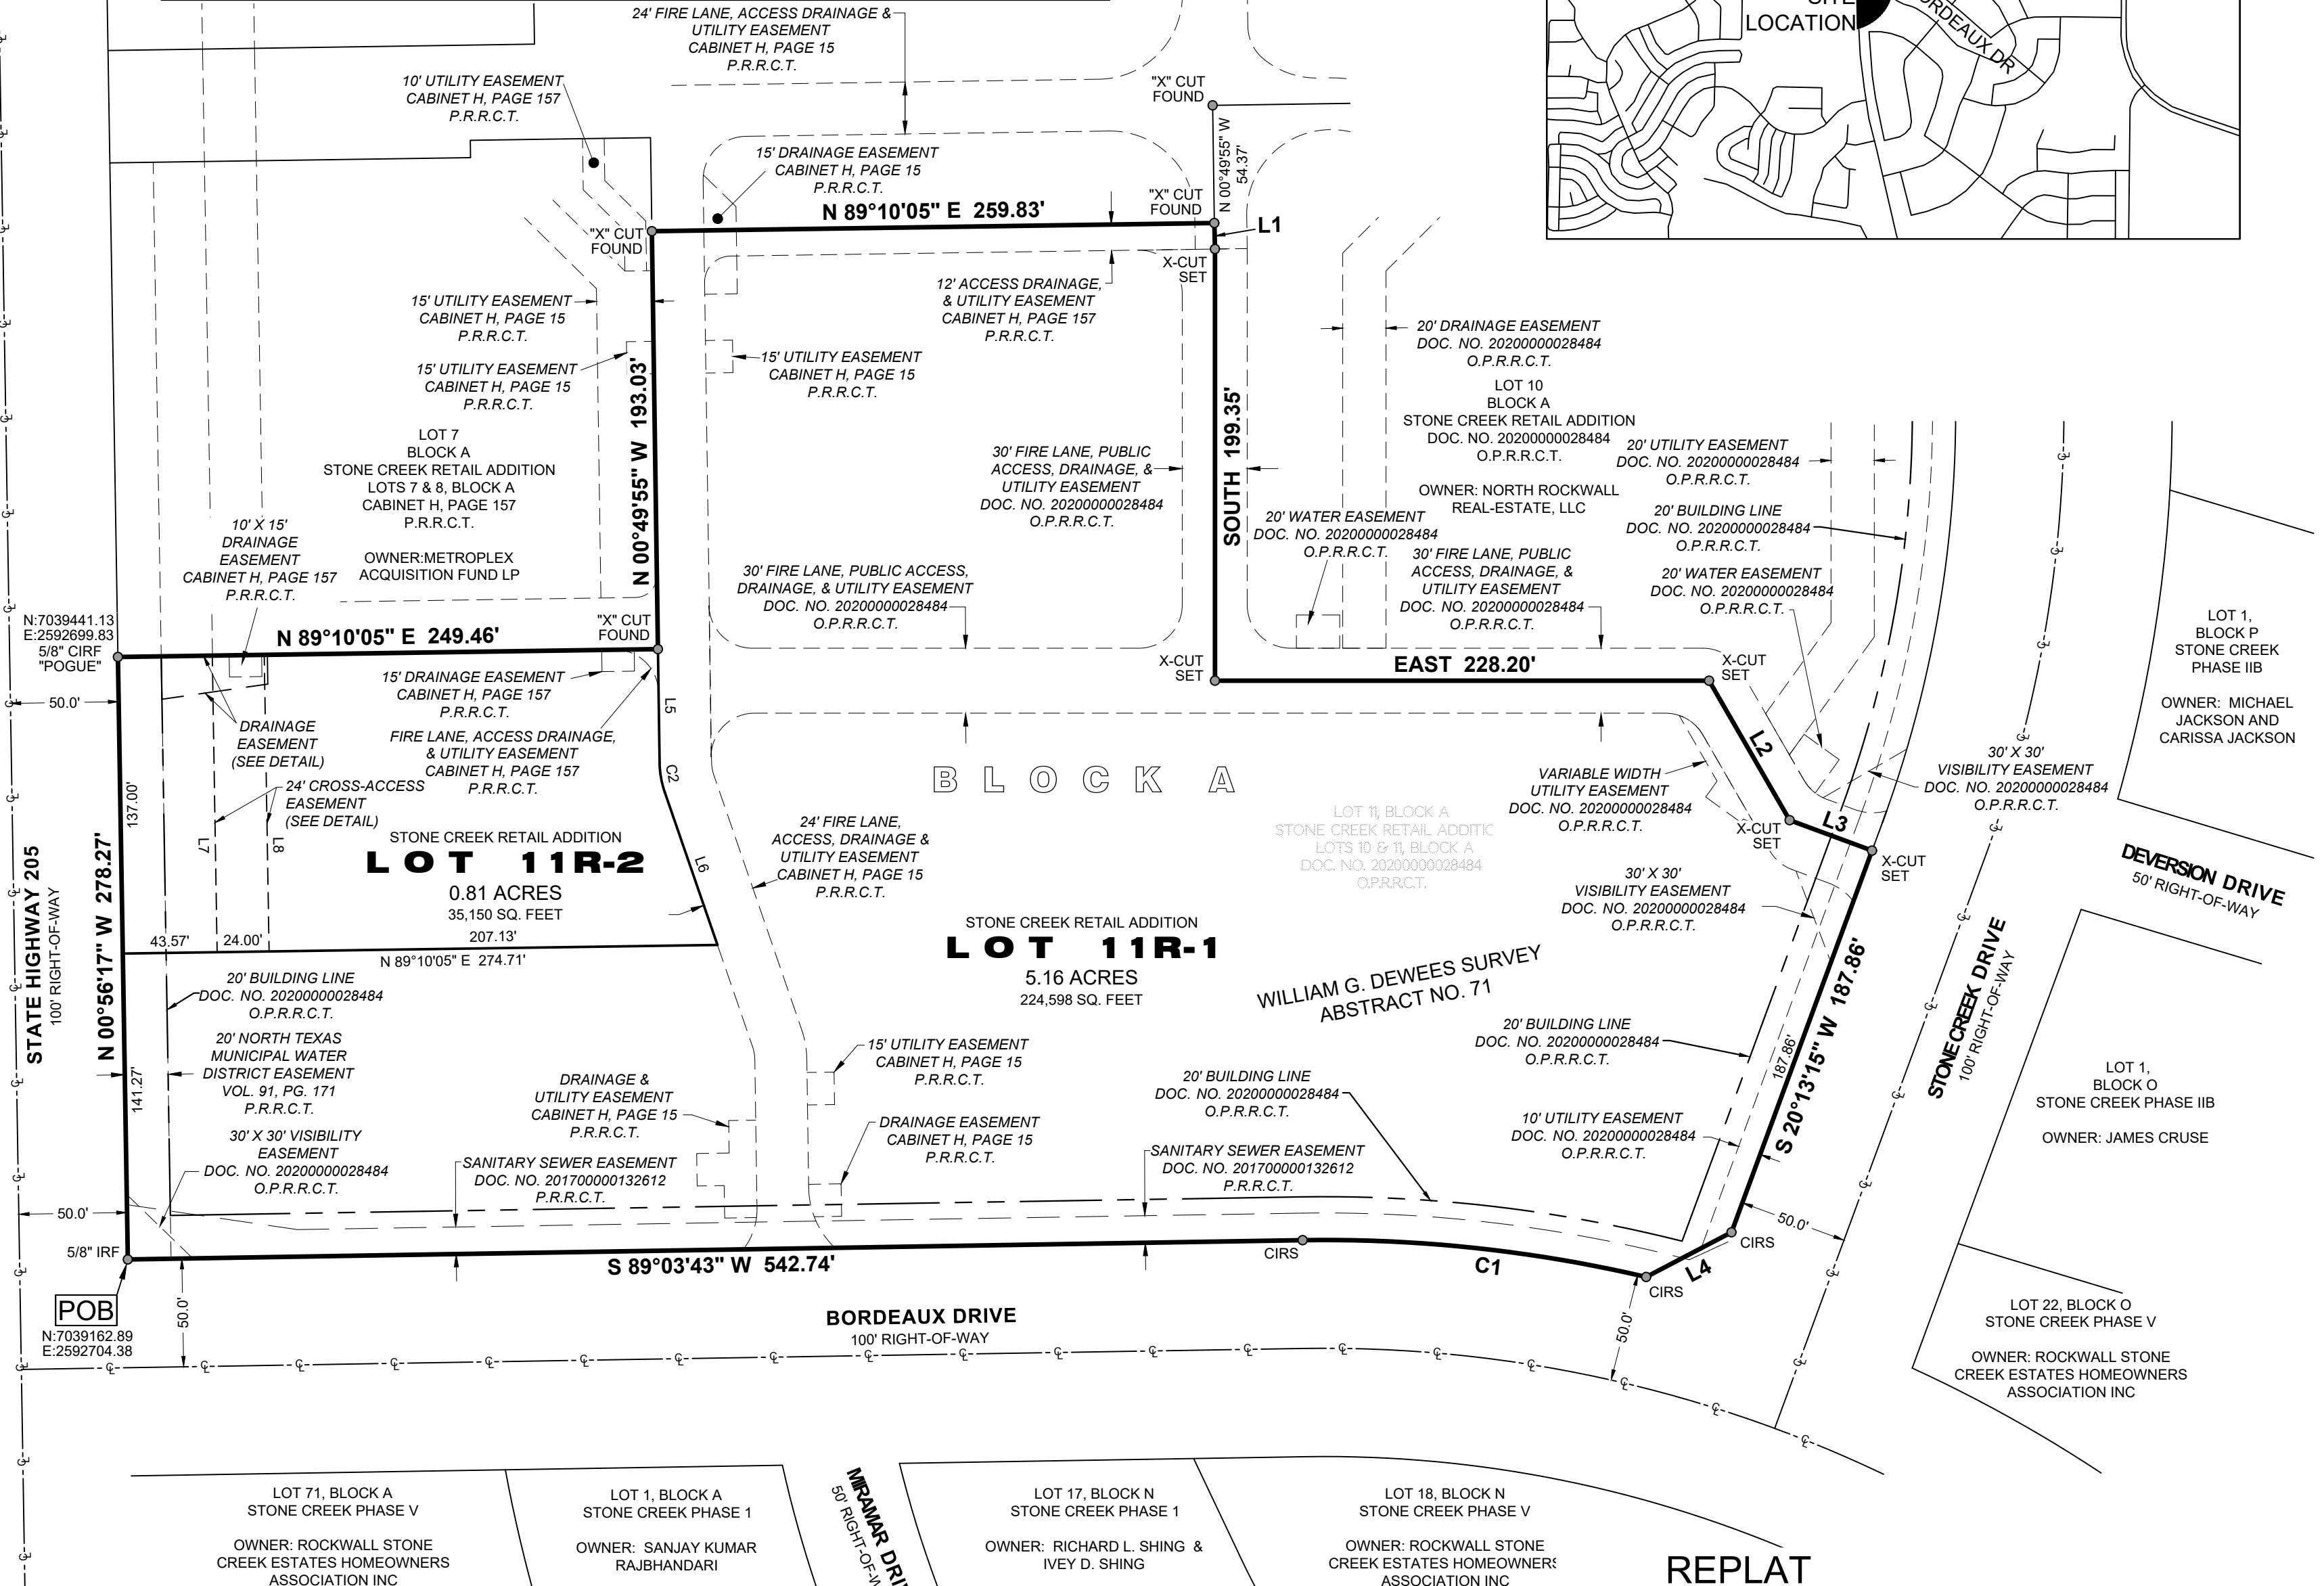 24' FIRE LANE, ACCESS DRAINAGE &
UTILITY EASEMENT
CABINET H, PAGE 15
P.R.R.C.T.
SITE
LOCATION
BORDEAUX DR
10' UTILITY EASEMENT
CABINET H, PAGE 157
P.R.R.C.T.
"X" CUT
FOUND
N 00°49'55" W
54.37'
15' DRAINAGE EASEMENT
CABINET H, PAGE 15
P.R.R.C.T.
"X" CUT
FOUND
N 89°10'05" E 259.83'
L1
"X" CUT
FOUND
X-CUT
SET
15' UTILITY EASEMENT
CABINET H, PAGE 15
P.R.R.C.T.
12' ACCESS DRAINAGE,
& UTILITY EASEMENT
CABINET H, PAGE 157
P.R.R.C.T.
20' DRAINAGE EASEMENT
DOC. NO. 20200000028484
O.P.R.R.C.T.
15' UTILITY EASEMENT
CABINET H, PAGE 15
P.R.R.C.T.
15' UTILITY EASEMENT
CABINET H, PAGE 15
P.R.R.C.T.
N 00°49'55" W 193.03'
SOUTH 199.35'
LOT 10
BLOCK A
STONE CREEK RETAIL ADDITION
DOC. NO. 20200000028484
O.P.R.R.C.T.
OWNER: NORTH ROCKWALL
REAL-ESTATE, LLC
20' UTILITY EASEMENT
DOC. NO. 20200000028484
O.P.R.R.C.T.
LOT 7
BLOCK A
STONE CREEK RETAIL ADDITION
LOTS 7 & 8, BLOCK A
CABINET H, PAGE 157
P.R.R.C.T.
OWNER:METROPLEX
ACQUISITION FUND LP
30' FIRE LANE, PUBLIC
ACCESS, DRAINAGE, &
UTILITY EASEMENT
DOC. NO. 20200000028484
O.P.R.R.C.T.
20' BUILDING LINE
DOC. NO. 20200000028484
O.P.R.R.C.T.
10' X 15'
DRAINAGE
EASEMENT
CABINET H, PAGE 157
P.R.R.C.T.
20' WATER EASEMENT
DOC. NO. 20200000028484
O.P.R.R.C.T.
30' FIRE LANE, PUBLIC
ACCESS, DRAINAGE, &
UTILITY EASEMENT
DOC. NO. 20200000028484
O.P.R.R.C.T.
30' FIRE LANE, PUBLIC ACCESS,
DRAINAGE, & UTILITY EASEMENT
DOC. NO. 20200000028484
O.P.R.R.C.T.
20' WATER EASEMENT
DOC. NO. 20200000028484
O.P.R.R.C.T.
N:7039441.13
E:2592699.83
5/8" CIRF
"POGUE"
N 89°10'05" E 249.46'
"X" CUT
FOUND
X-CUT
SET
EAST 228.20'
X-CUT
SET
LOT 1,
BLOCK P
STONE CREEK
PHASE IIB
OWNER: MICHAEL
JACKSON AND
CARISSA JACKSON
50.0'
15' DRAINAGE EASEMENT
CABINET H, PAGE 157
P.R.R.C.T.
L5
DRAINAGE
EASEMENT
(SEE DETAIL)
FIRE LANE, ACCESS DRAINAGE,
& UTILITY EASEMENT
CABINET H, PAGE 157
P.R.R.C.T.
C2
L2
BLOCK A
VARIABLE WIDTH
UTILITY EASEMENT
DOC. NO. 20200000028484
O.P.R.R.C.T.
30' X 30'
VISIBILITY EASEMENT
DOC. NO. 20200000028484
O.P.R.R.C.T.
137.00'
24' CROSS-ACCESS
EASEMENT
(SEE DETAIL)
L7
L8
LOT 11, BLOCK A
STONE CREEK RETAIL ADDITIC
LOTS 10 & 11, BLOCK A
DOC. NO. 20200000028484
O.P.R.R.C.T.
L3
X-CUT
SET
X-CUT
SET
STONE CREEK RETAIL ADDITION
LOT 11R-2
0.81 ACRES
35,150 SQ. FEET
L6
24' FIRE LANE,
ACCESS, DRAINAGE &
UTILITY EASEMENT
CABINET H, PAGE 15
P.R.R.C.T.
30' X 30'
VISIBILITY EASEMENT
DOC. NO. 20200000028484
O.P.R.R.C.T.
DEVERSION DRIVE
50' RIGHT-OF-WAY
STATE HIGHWAY 205
100' RIGHT-OF-WAY
N 00°56'17" W 278.27'
43.57'
24.00'
207.13'
N 89°10'05" E 274.71'
STONE CREEK RETAIL ADDITION
LOT 11R-1
5.16 ACRES
224,598 SQ. FEET
WILLIAM G. DEWEES SURVEY
ABSTRACT NO. 71
S 20°13'15" W 187.86'
187.86'
STONE CREEK DRIVE
100' RIGHT-OF-WAY
20' BUILDING LINE
DOC. NO. 20200000028484
O.P.R.R.C.T.
20' NORTH TEXAS
MUNICIPAL WATER
DISTRICT EASEMENT
VOL. 91, PG. 171
P.R.R.C.T.
141.27'
15' UTILITY EASEMENT
CABINET H, PAGE 15
P.R.R.C.T.
20' BUILDING LINE
DOC. NO. 20200000028484
O.P.R.R.C.T.
DRAINAGE &
UTILITY EASEMENT
CABINET H, PAGE 15
P.R.R.C.T.
20' BUILDING LINE
DOC. NO. 20200000028484
O.P.R.R.C.T.
LOT 1,
BLOCK O
STONE CREEK PHASE IIB
OWNER: JAMES CRUSE
30' X 30' VISIBILITY
EASEMENT
DOC. NO. 20200000028484
O.P.R.R.C.T.
DRAINAGE EASEMENT
CABINET H, PAGE 15
P.R.R.C.T.
10' UTILITY EASEMENT
DOC. NO. 20200000028484
O.P.R.R.C.T.
SANITARY SEWER EASEMENT
DOC. NO. 201700000132612
P.R.R.C.T.
SANITARY SEWER EASEMENT
DOC. NO. 201700000132612
P.R.R.C.T.
50.0'
50.0'
5/8" IRF
CIRS
CIRS
S 89°03'43" W 542.74'
C1
L4
CIRS
POB
N:7039162.89
E:2592704.38
50.0'
BORDEAUX DRIVE
100' RIGHT-OF-WAY
50.0'
LOT 22, BLOCK O
STONE CREEK PHASE V
OWNER: ROCKWALL STONE
CREEK ESTATES HOMEOWNERS
ASSOCIATION INC
LOT 71, BLOCK A
STONE CREEK PHASE V
OWNER: ROCKWALL STONE
CREEK ESTATES HOMEOWNERS
ASSOCIATION INC
LOT 1, BLOCK A
STONE CREEK PHASE 1
OWNER: SANJAY KUMAR
RAJBHANDARI
MIRAMAR DRI
50' RIGHT-OF-W
LOT 17, BLOCK N
STONE CREEK PHASE 1
OWNER: RICHARD L. SHING &
IVEY D. SHING
LOT 18, BLOCK N
STONE CREEK PHASE V
OWNER: ROCKWALL STONE
CREEK ESTATES HOMEOWNERS
ASSOCIATION INC
REPLAT